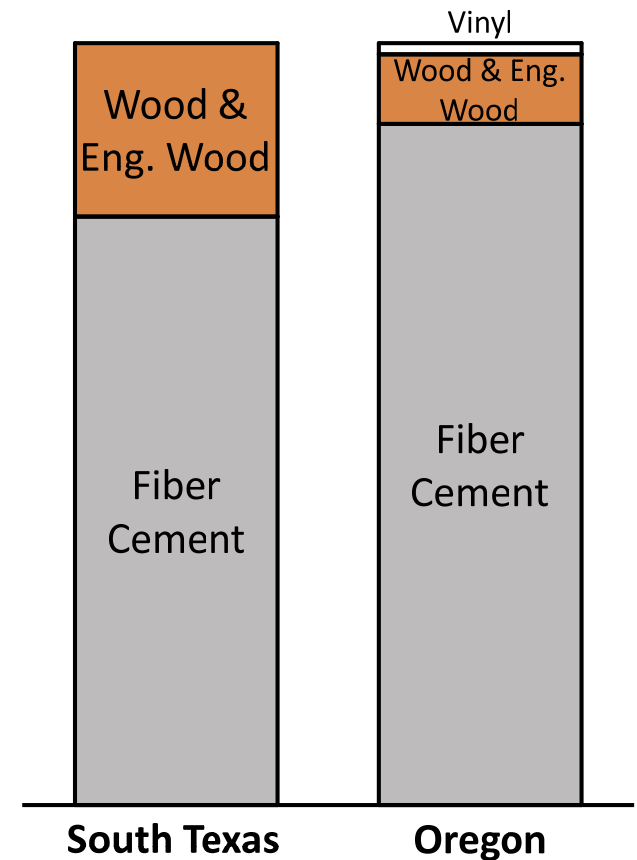 Vinyl
Wood &
Eng. Wood
Wood & Eng.
Wood
Fiber
Cement
Fiber
Cement
South Texas
Oregon